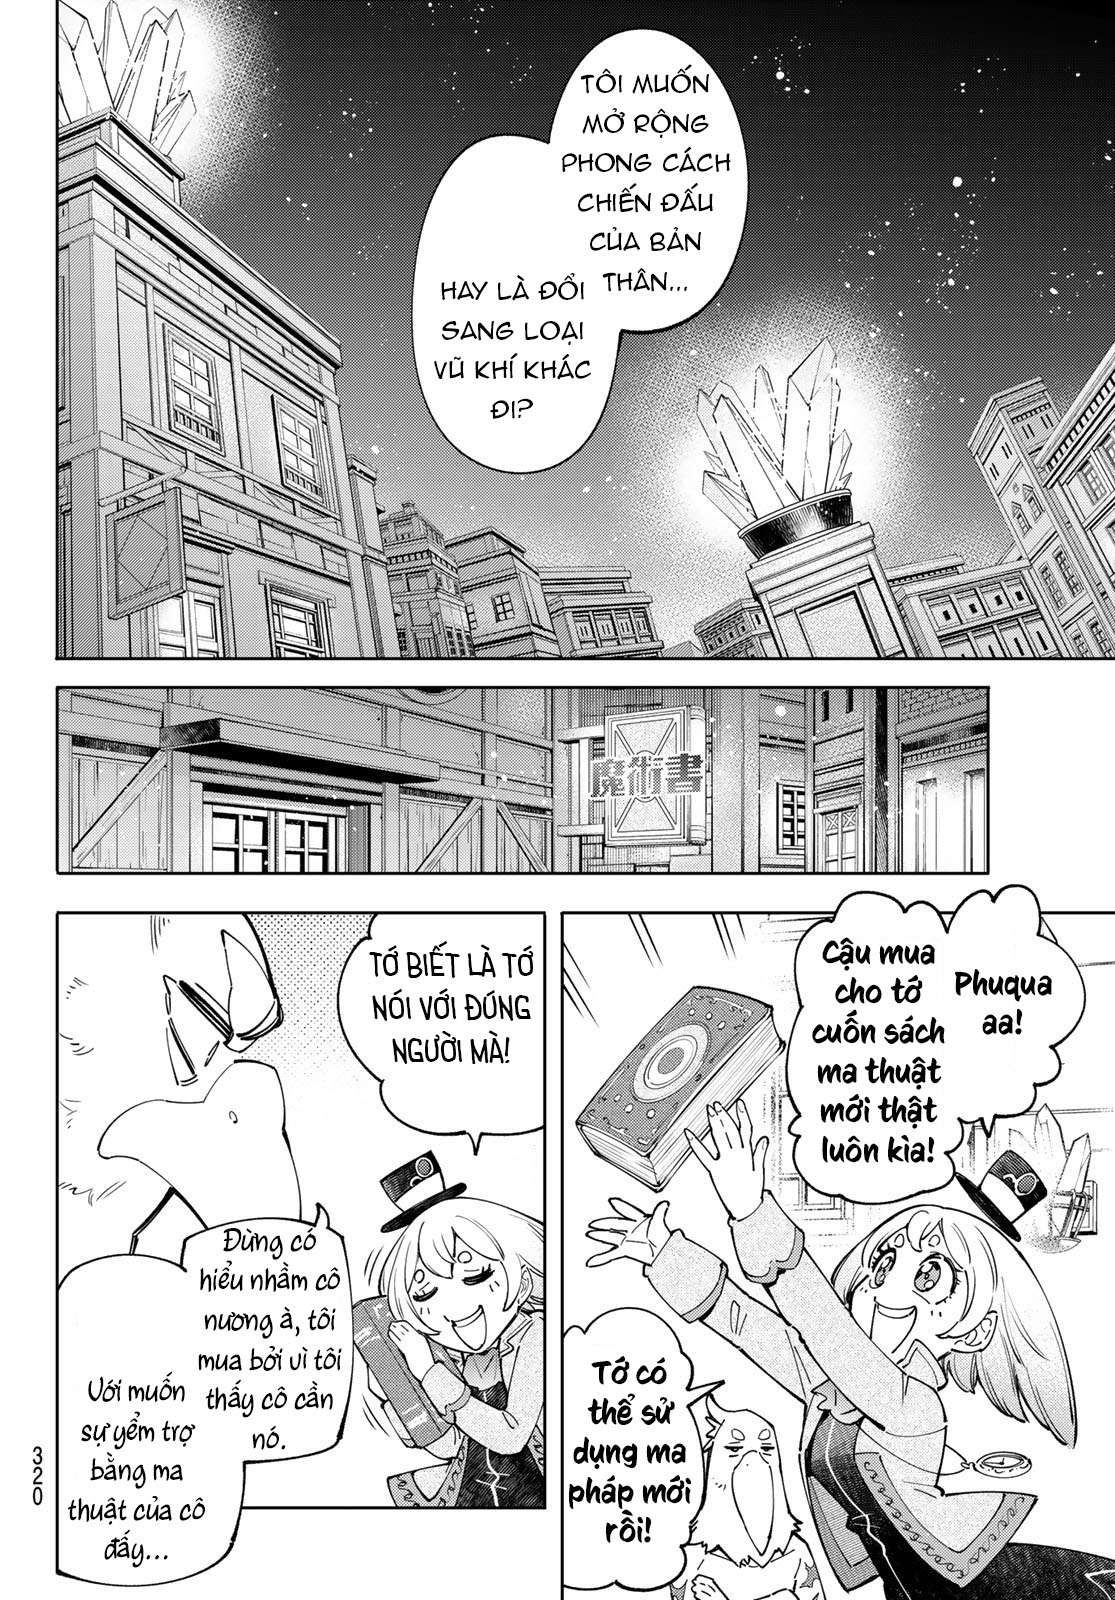 TÔI MUỐN
MỞ RỘNG
PHONG CÁCH
CHIẾN ĐẤU
CỦA BẢN
THÂN...
HAY LÀ ĐỔI
SANG LOẠI
VŨ KHÍ KHÁC
ĐI?
魔術書
Phuqua
aa!
Cậu mua
cho tớ
cuốn sách
ma thuật
mới thật
luôn kìa!
Tớ có
thể sử
dụng ma
pháp mới
rồi!
TỚ BIẾT LÀ TỚ
NÓI VỚI ĐÚNG
NGƯỜI MÀ!
Đừng có
hiểu nhầm cô
nương à, tôi
mua bởi vì tôi
thấy cô cần
nó.
Với muốn
sự yểm trợ
bằng ma
thuật của cô
đấy...
320